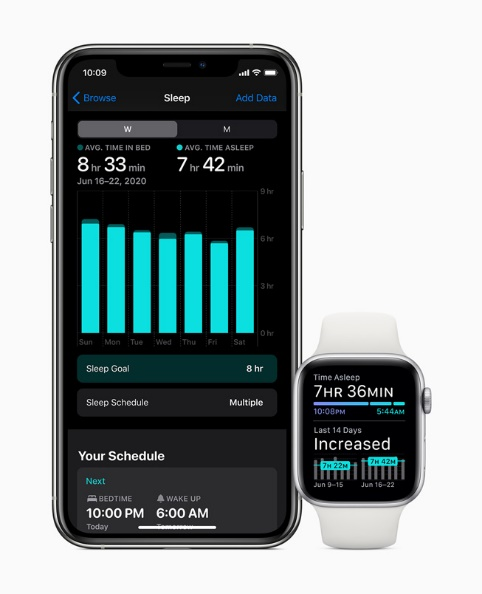 10:09
Browse
Sleep
Add Data
W
M
AVG. TIME IN BED
AVG. TIME ASLEEP
8 hr 33 min
7 hr 42 min
Jun 16–22, 2020
9 hr
6 hr
3 hr
0 hr
Sun Mon Tue Wed Thu Fri Sat
Sleep Goal
8 hr
Sleep Schedule
Multiple
Your Schedule
Next
BEDTIME
WAKE UP
10:00 PM
6:00 AM
Today
Tomorrow
Time Asleep
7HR 36MIN
10:08PM
5:44AM
Last 14 Days
Increased
7H 22M
7H 42M
Jun 9–15
Jun 16–22